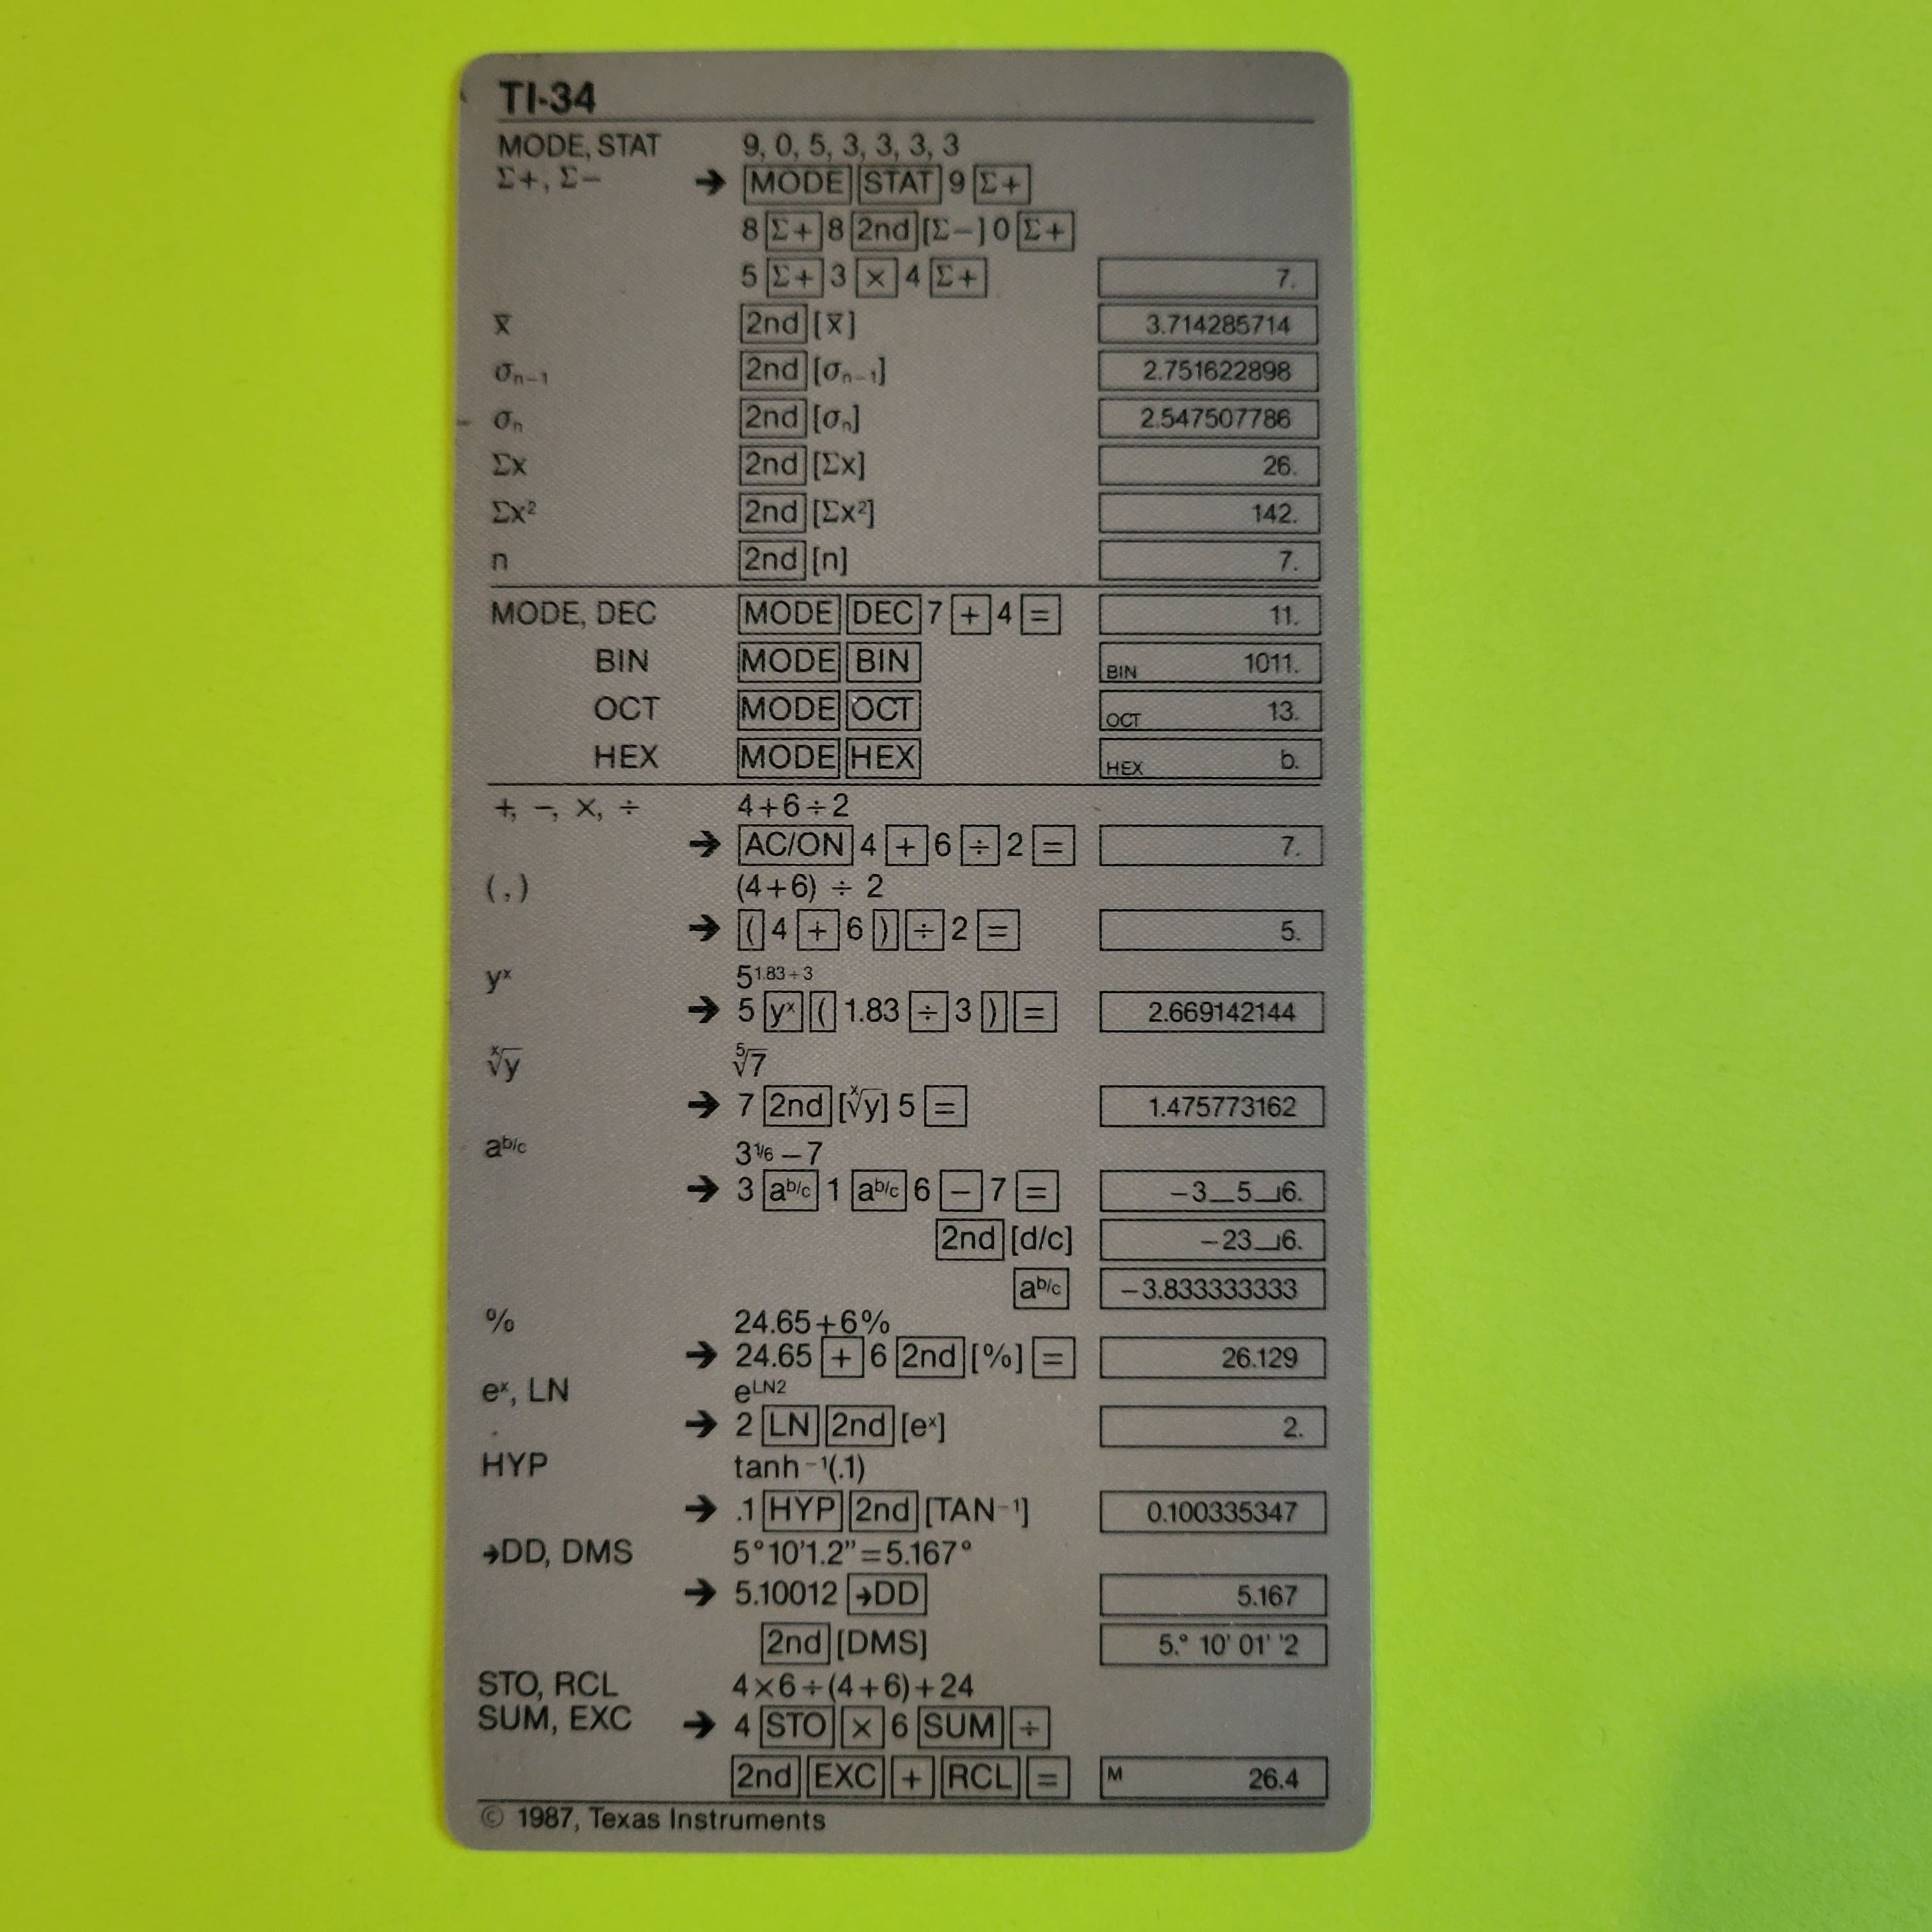 TI-34
MODE, STAT 9, 0, 5, 3, 3, 3, 3
Σ+, Σ− → MODE STAT 9 Σ+
8 Σ+ 8 2nd [Σ−] 0 Σ+
5 Σ+ 3 × 4 Σ+ 7.
x̅ 2nd [x̅] 3.714285714
σn−1 2nd [σn−1] 2.751622898
σn 2nd [σn] 2.547507786
Σx 2nd [Σx] 26.
Σx² 2nd [Σx²] 142.
n 2nd [n] 7.
MODE, DEC MODE DEC 7 + 4 = 11.
BIN MODE BIN BIN 1011.
OCT MODE OCT OCT 13.
HEX MODE HEX HEX b.
+, −, ×, ÷ 4+6÷2
→ AC/ON 4 + 6 ÷ 2 = 7.
(,) (4+6) ÷ 2
→ ( 4 + 6 ) ÷ 2 = 5.
yˣ 5^1.83÷3
→ 5 yˣ ( 1.83 ÷ 3 ) = 2.669142144
ˣ√y ⁵√7
→ 7 2nd [ˣ√y] 5 = 1.475773162
a^b/c 3 1/6 − 7
→ 3 a^b/c 1 a^b/c 6 − 7 = −3⎵5⏌6.
2nd [d/c] −23⏌6.
a^b/c −3.833333333
% 24.65+6%
→ 24.65 + 6 2nd [%] = 26.129
eˣ, LN e^LN2
→ 2 LN 2nd [eˣ] 2.
HYP tanh⁻¹(.1)
→ .1 HYP 2nd [TAN⁻¹] 0.100335347
→DD, DMS 5°10'1.2"=5.167°
→ 5.10012 →DD 5.167
2nd [DMS] 5.° 10' 01' '2
STO, RCL 4×6÷(4+6)+24
SUM, EXC → 4 STO × 6 SUM ÷
2nd EXC + RCL = M 26.4
© 1987, Texas Instruments